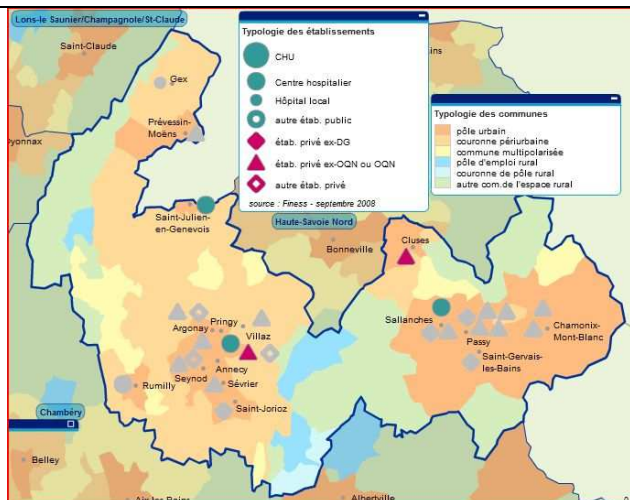 Lons-le Saunier/Champagnole/St-Claude
Saint-Claude
Gex
Prévessin-
Moëns
Typologie des établissements
CHU
Centre hospitalier
Hôpital local
autre étab. public
étab. privé ex-DG
étab. privé ex-OQN ou OQN
autre étab. privé
source : Finess - septembre 2008
Typologie des communes
pôle urbain
couronne périurbaine
commune multipolarisée
pôle d'emploi rural
couronne de pôle rural
autre com.de l'espace rural
Saint-Julien-
en-Genevois
Haute-Savoie Nord
Bonneville
Cluses
Sallanches
Passy
Chamonix-
Mont-Blanc
Saint-Gervais-
les-Bains
Pringy
Argonay
Villaz
Annecy
Seynod
Sévrier
Rumilly
Saint-Jorioz
Chambéry
Belley
Aix-les-Bains
Albertville